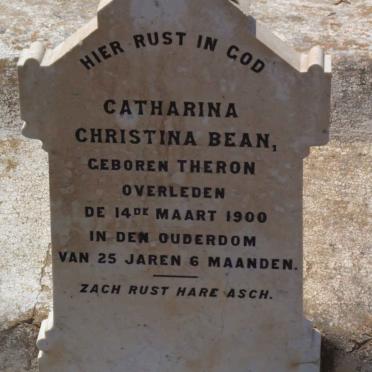 HIER RUST IN GOD
CATHARINA
CHRISTINA BEAN,
GEBOREN THERON
OVERLEDEN
DE 14DE MAART 1900
IN DEN OUDERDOM
VAN 25 JAREN 6 MAANDEN.
ZACH RUST HARE ASCH.